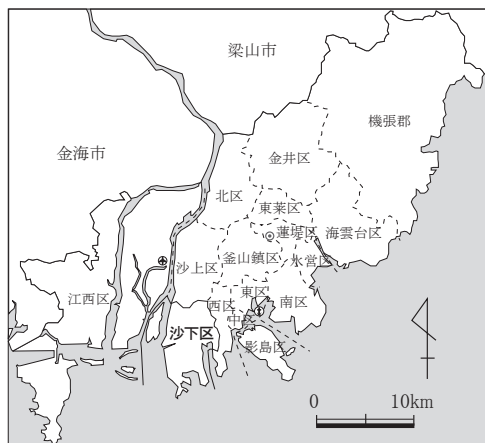 梁山市
機張郡
金海市
金井区
北区
東莱区
蓮堤区
海雲台区
釜山鎮区
水営区
沙上区
江西区
東区
西区
南区
中区
沙下区
影島区
0 10km